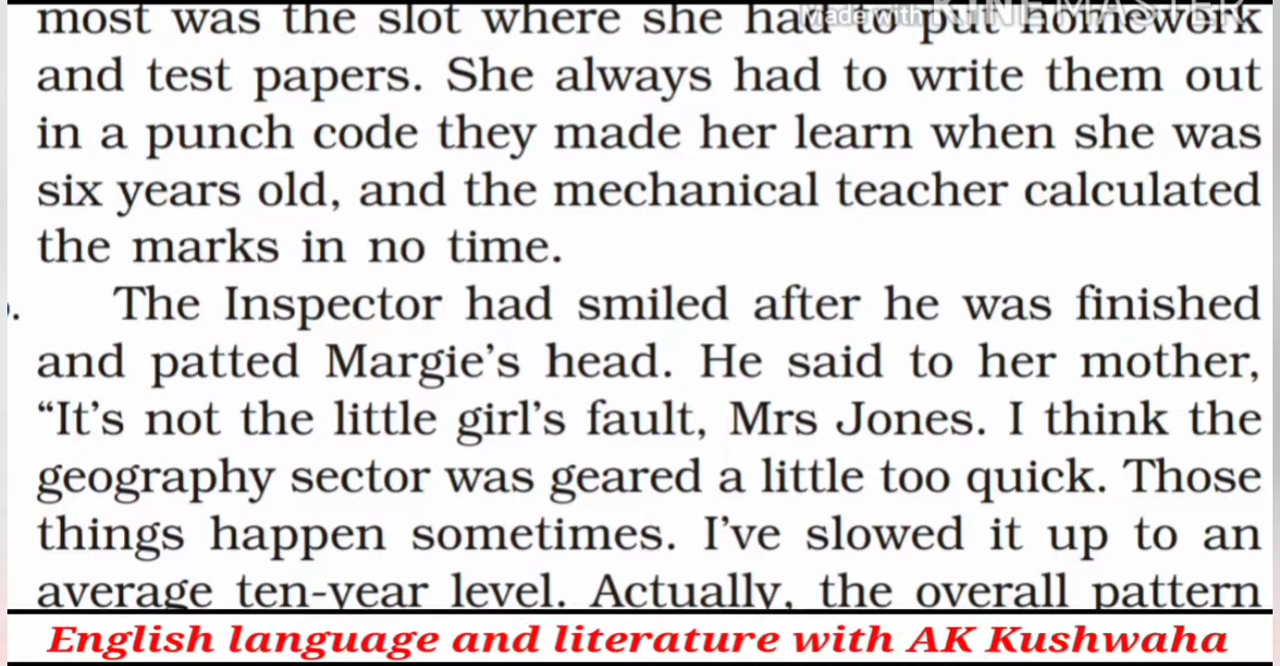 most was the slot where she had to put homework
Made with KINEMASTER
and test papers. She always had to write them out
in a punch code they made her learn when she was
six years old, and the mechanical teacher calculated
the marks in no time.
. The Inspector had smiled after he was finished
and patted Margie's head. He said to her mother,
“It's not the little girl's fault, Mrs Jones. I think the
geography sector was geared a little too quick. Those
things happen sometimes. I've slowed it up to an
average ten-year level. Actually, the overall pattern
English language and literature with AK Kushwaha